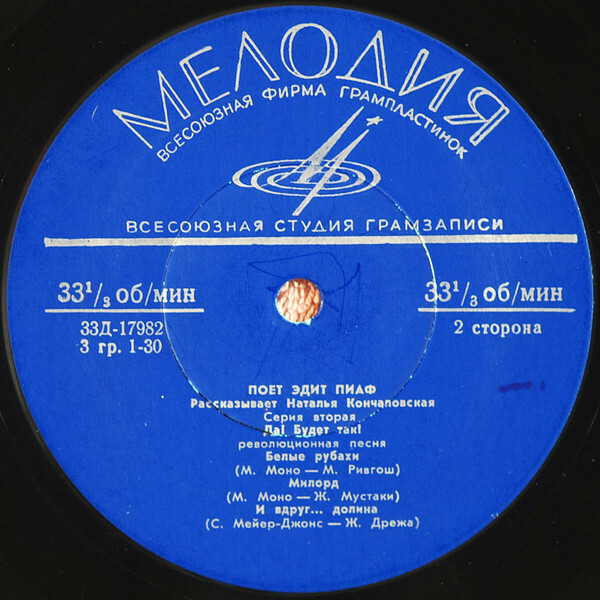 МЕЛОДИЯ
ВСЕСОЮЗНАЯ ФИРМА ГРАМПЛАСТИНОК
ВСЕСОЮЗНАЯ СТУДИЯ ГРАМЗАПИСИ
33⅓ об/мин
33⅓ об/мин
33Д-17982
3 гр. 1-30
2 сторона
ПОЕТ ЭДИТ ПИАФ
Рассказывает Наталья Кончаловская
Серия вторая
Да! Будет так!
революционная песня
Белые рубахи
(М. Моно — М. Ривгош)
Милорд
(М. Моно — Ж. Мустаки)
И вдруг... долина
(С. Мейер-Джонс — Ж. Дрежа)